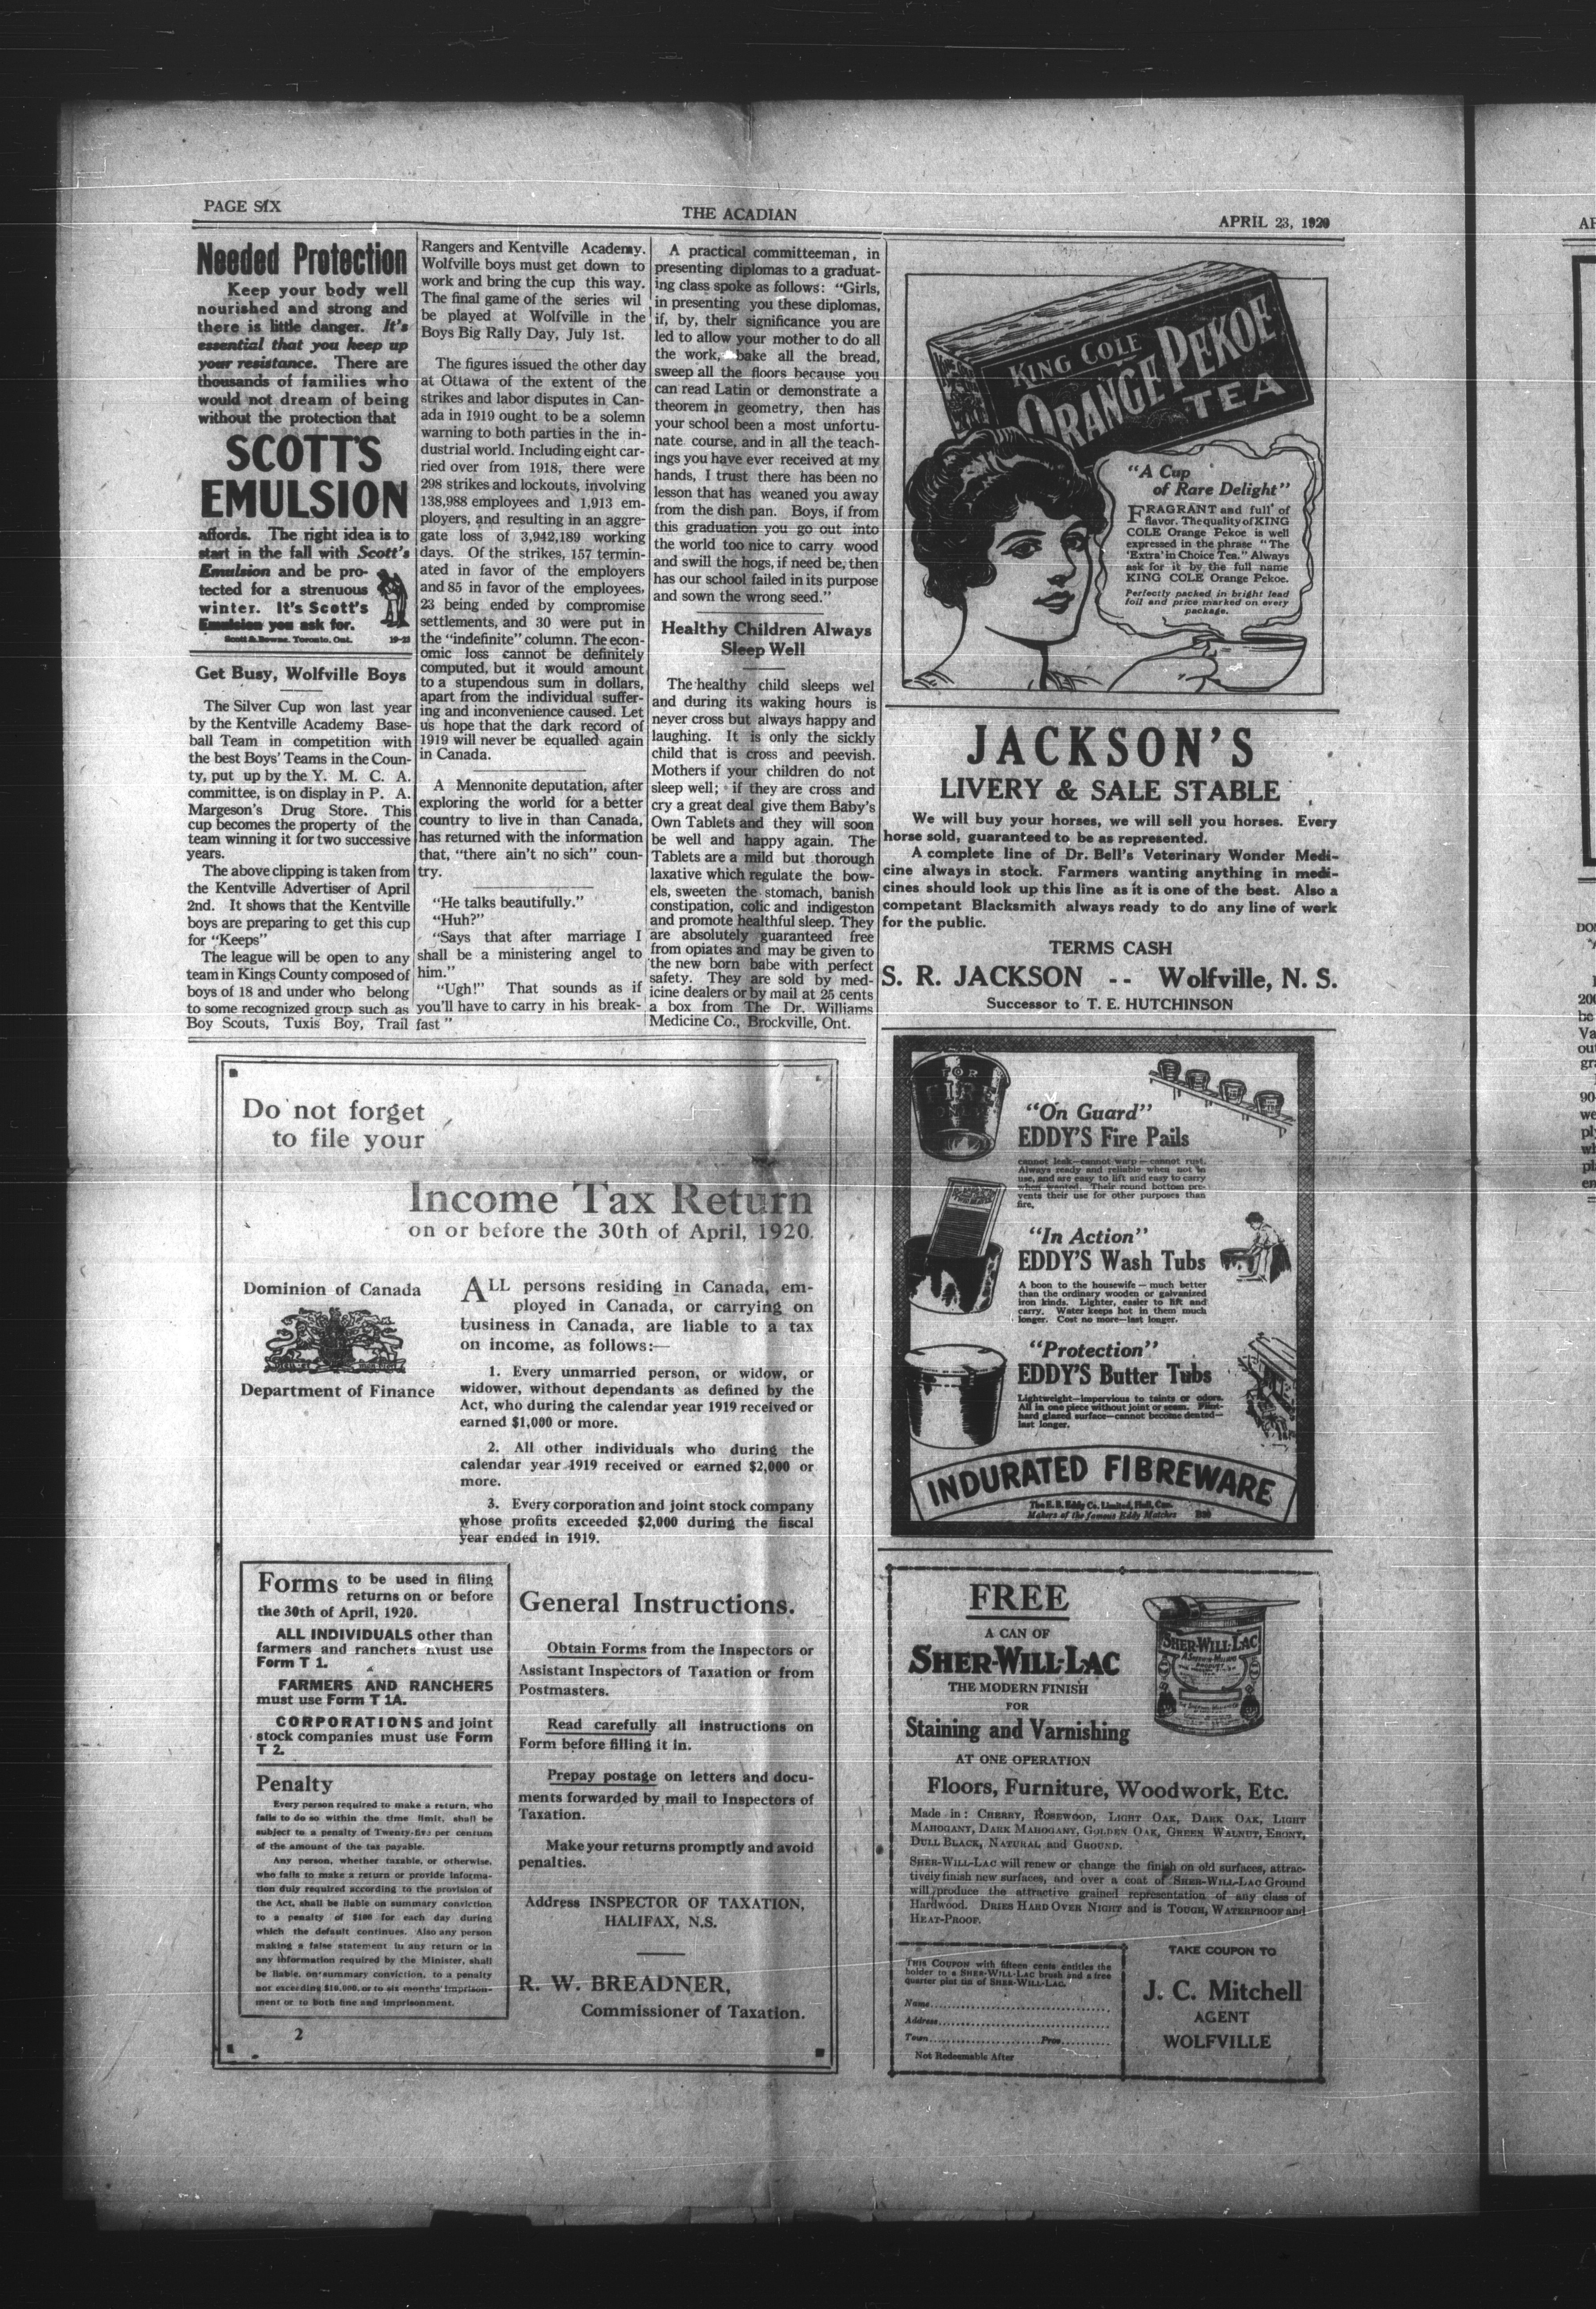 PAGE SIX
THE ACADIAN
APRIL 23, 1920
Needed Protection
Keep your body well
nourished and strong and
there is little danger. It's
essential that you keep up
your resistance. There are
thousands of families who
would not dream of being
without the protection that
SCOTT'S
EMULSION
affords. The right idea is to
start in the fall with Scott's
Emulsion and be pro-
tected for a strenuous
winter. It's Scott's
Emulsion you ask for.
Scott & Bowne, Toronto, Ont. 19-23
Get Busy, Wolfville Boys
The Silver Cup won last year
by the Kentville Academy Base-
ball Team in competition with
the best Boys' Teams in the Coun-
ty, put up by the Y. M. C. A.
committee, is on display in P. A.
Margeson's Drug Store. This
cup becomes the property of the
team winning it for two successive
years.
The above clipping is taken from
the Kentville Advertiser of April
2nd. It shows that the Kentville
boys are preparing to get this cup
for "Keeps"
The league will be open to any
team in Kings County composed of
boys of 18 and under who belong
to some recognized group such as
Boy Scouts, Tuxis Boy, Trail
Rangers and Kentville Academy.
Wolfville boys must get down to
work and bring the cup this way.
The final game of the series wil
be played at Wolfville in the
Boys Big Rally Day, July 1st.
The figures issued the other day
at Ottawa of the extent of the
strikes and labor disputes in Can-
ada in 1919 ought to be a solemn
warning to both parties in the in-
dustrial world. Including eight car-
ried over from 1918, there were
298 strikes and lockouts, involving
138,988 employees and 1,913 em-
ployers, and resulting in an aggre-
gate loss of 3,942,189 working
days. Of the strikes, 157 termin-
ated in favor of the employers
and 85 in favor of the employees,
23 being ended by compromise
settlements, and 30 were put in
the "indefinite" column. The econ-
omic loss cannot be definitely
computed, but it would amount
to a stupendous sum in dollars,
apart from the individual suffer-
ing and inconvenience caused. Let
us hope that the dark record of
1919 will never be equalled again
in Canada.
A Mennonite deputation, after
exploring the world for a better
country to live in than Canada,
has returned with the information
that, "there ain't no sich" coun-
try.
"He talks beautifully."
"Huh?"
"Says that after marriage I
shall be a ministering angel to
him."
"Ugh!" That sounds as if
you'll have to carry in his break-
fast"
A practical committeeman, in
presenting diplomas to a graduat-
ing class spoke as follows: "Girls,
in presenting you these diplomas,
if, by, their significance you are
led to allow your mother to do all
the work, bake all the bread,
sweep all the floors because you
can read Latin or demonstrate a
theorem in geometry, then has
your school been a most unfortu-
nate course, and in all the teach-
ings you have ever received at my
hands, I trust there has been no
lesson that has weaned you away
from the dish pan. Boys, if from
this graduation you go out into
the world too nice to carry wood
and swill the hogs, if need be, then
has our school failed in its purpose
and sown the wrong seed."
Healthy Children Always
Sleep Well
The healthy child sleeps wel
and during its waking hours is
never cross but always happy and
laughing. It is only the sickly
child that is cross and peevish.
Mothers if your children do not
sleep well; if they are cross and
cry a great deal give them Baby's
Own Tablets and they will soon
be well and happy again. The
Tablets are a mild but thorough
laxative which regulate the bow-
els, sweeten the stomach, banish
constipation, colic and indigeston
and promote healthful sleep. They
are absolutely guaranteed free
from opiates and may be given to
the new born babe with perfect
safety. They are sold by med-
icine dealers or by mail at 25 cents
a box from The Dr. Williams
Medicine Co., Brockville, Ont.
KING COLE
ORANGE PEKOE
TEA
"A Cup
of Rare Delight"
FRAGRANT and full of
flavor. The quality of KING
COLE Orange Pekoe is well
expressed in the phrase "The
'Extra' in Choice Tea." Always
ask for it by the full name
KING COLE Orange Pekoe.
Perfectly packed in bright lead
foil and price marked on every
package.
JACKSON'S
LIVERY & SALE STABLE
We will buy your horses, we will sell you horses. Every
horse sold, guaranteed to be as represented.
A complete line of Dr. Bell's Veterinary Wonder Medi-
cine always in stock. Farmers wanting anything in medi-
cines should look up this line as it is one of the best. Also a
competant Blacksmith always ready to do any line of work
for the public.
TERMS CASH
S. R. JACKSON -- Wolfville, N. S.
Successor to T. E. HUTCHINSON
FOR
FIRE
ONLY
"On Guard"
EDDY'S Fire Pails
cannot leak—cannot warp—cannot rust.
Always ready and reliable when not in
use, and are easy to lift and easy to carry
when wanted. Their round bottom pre-
vents their use for other purposes than
fire.
"In Action"
EDDY'S Wash Tubs
A boon to the housewife—much better
than the ordinary wooden or galvanized
iron kinds. Lighter, easier to lift and
carry. Water keeps hot in them much
longer. Cost no more—last longer.
"Protection"
EDDY'S Butter Tubs
Lightweight—impervious to taints or odors.
All in one piece without joint or seam. Flint-
hard glazed surface—cannot become dented—
last longer.
INDURATED FIBREWARE
The E. B. Eddy Co. Limited, Hull, Can.
Makers of the famous Eddy Matches
Do not forget
to file your
Income Tax Return
on or before the 30th of April, 1920.
Dominion of Canada
Department of Finance
ALL persons residing in Canada, em-
ployed in Canada, or carrying on
business in Canada, are liable to a tax
on income, as follows:—
1. Every unmarried person, or widow, or
widower, without dependants as defined by the
Act, who during the calendar year 1919 received or
earned $1,000 or more.
2. All other individuals who during the
calendar year 1919 received or earned $2,000 or
more.
3. Every corporation and joint stock company
whose profits exceeded $2,000 during the fiscal
year ended in 1919.
Forms to be used in filing
returns on or before
the 30th of April, 1920.
ALL INDIVIDUALS other than
farmers and ranchers must use
Form T 1.
FARMERS AND RANCHERS
must use Form T 1A.
CORPORATIONS and joint
stock companies must use Form
T 2.
Penalty
Every person required to make a return, who
fails to do so within the time limit, shall be
subject to a penalty of Twenty-five per centum
of the amount of the tax payable.
Any person, whether taxable, or otherwise,
who fails to make a return or provide informa-
tion duly required according to the provision of
the Act, shall be liable on summary conviction
to a penalty of $100 for each day during
which the default continues. Also any person
making a false statement in any return or in
any information required by the Minister, shall
be liable, on summary conviction, to a penalty
not exceeding $10,000, or to six months' imprison-
ment or to both fine and imprisonment.
2
General Instructions.
Obtain Forms from the Inspectors or
Assistant Inspectors of Taxation or from
Postmasters.
Read carefully all instructions on
Form before filling it in.
Prepay postage on letters and docu-
ments forwarded by mail to Inspectors of
Taxation.
Make your returns promptly and avoid
penalties.
Address INSPECTOR OF TAXATION,
HALIFAX, N.S.
R. W. BREADNER,
Commissioner of Taxation.
FREE
A CAN OF
SHER-WILL-LAC
THE MODERN FINISH
FOR
Staining and Varnishing
AT ONE OPERATION
SHER-WILL-LAC
Floors, Furniture, Woodwork, Etc.
Made in: CHERRY, ROSEWOOD, LIGHT OAK, DARK OAK, LIGHT
MAHOGANY, DARK MAHOGANY, GOLDEN OAK, GREEN WALNUT, EBONY,
DULL BLACK, NATURAL and GROUND.
SHER-WILL-LAC will renew or change the finish on old surfaces, attrac-
tively finish new surfaces, and over a coat of SHER-WILL-LAC Ground
will produce the attractive grained representation of any class of
Hardwood. DRIES HARD OVER NIGHT and is TOUGH, WATERPROOF and
HEAT-PROOF.
THIS COUPON with fifteen cents entitles the
holder to a SHER-WILL-LAC brush and a free
quarter pint tin of SHER-WILL-LAC.
Name
Address
Town Prov
Not Redeemable After
TAKE COUPON TO
J. C. Mitchell
AGENT
WOLFVILLE